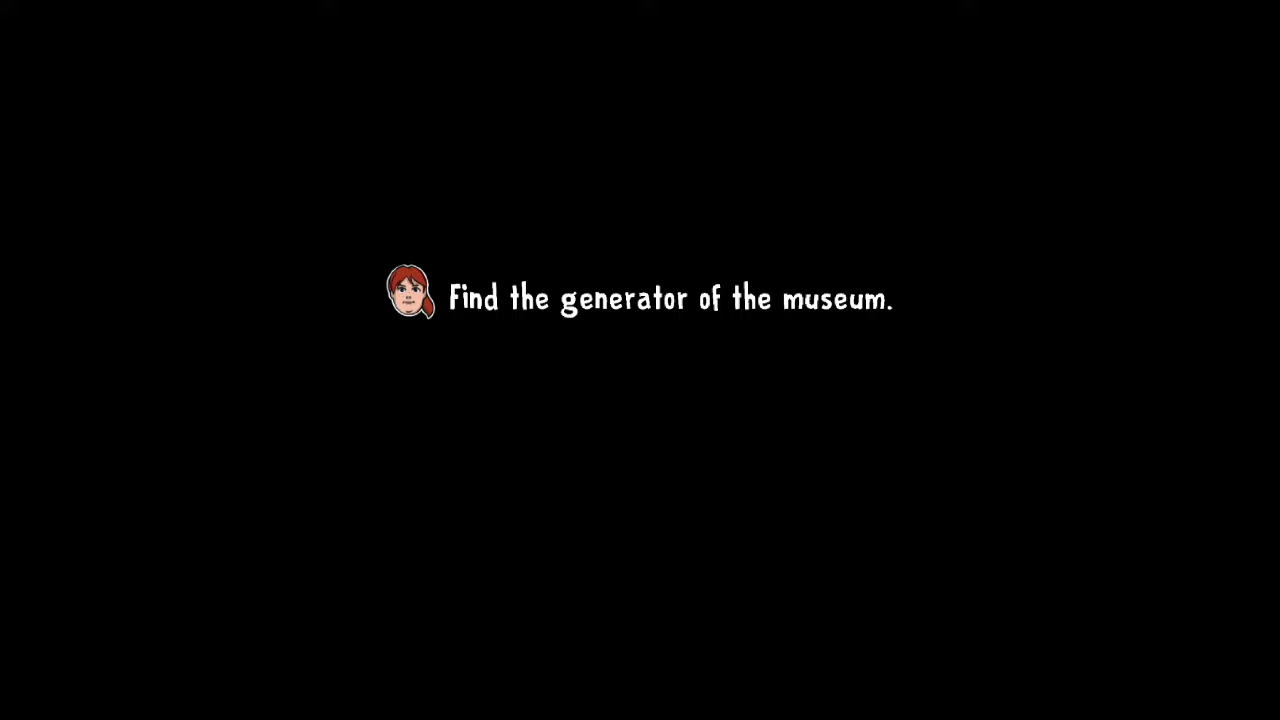 Find the generator of the museum.